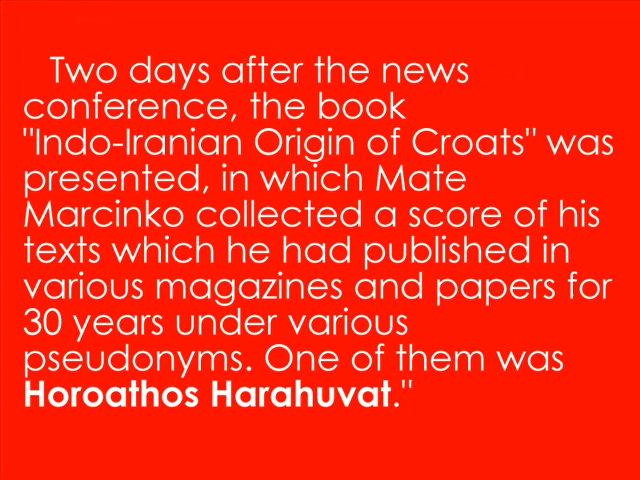 Two days after the news
conference, the book
"Indo-Iranian Origin of Croats" was
presented, in which Mate
Marcinko collected a score of his
texts which he had published in
various magazines and papers for
30 years under various
pseudonyms. One of them was
Horoathos Harahuvat."